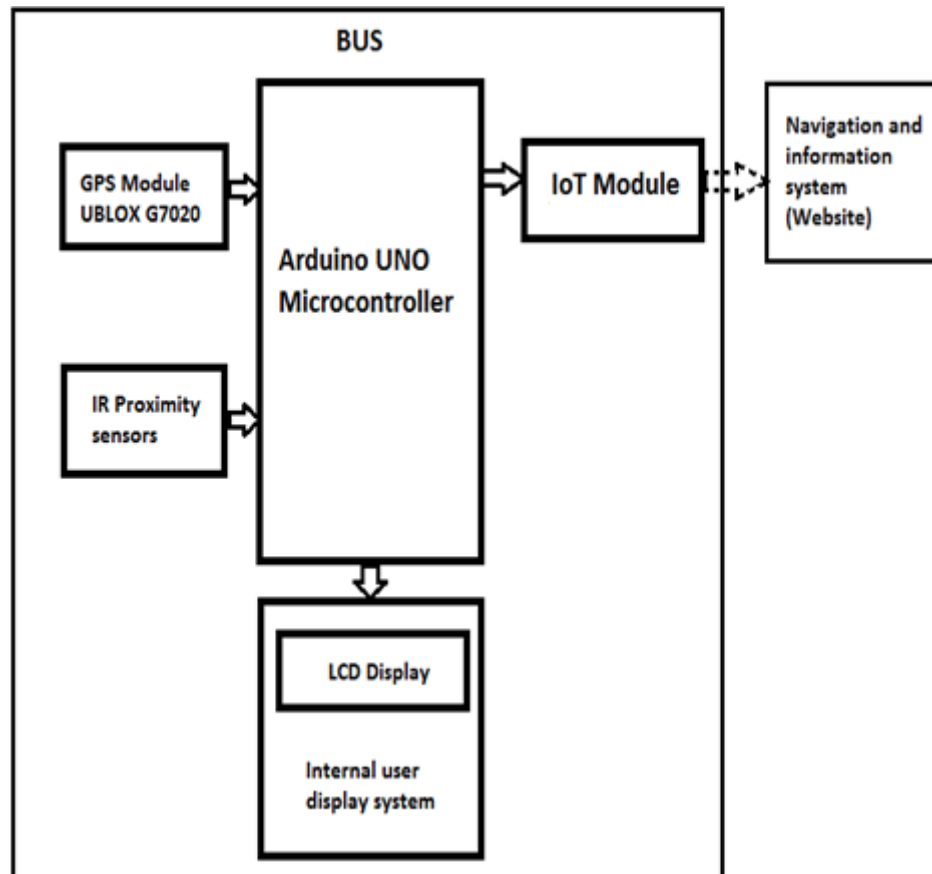 BUS
GPS Module
UBLOX G7020
IR Proximity
sensors
Arduino UNO
Microcontroller
IoT Module
Navigation and
information
system
(Website)
LCD Display
Internal user
display system